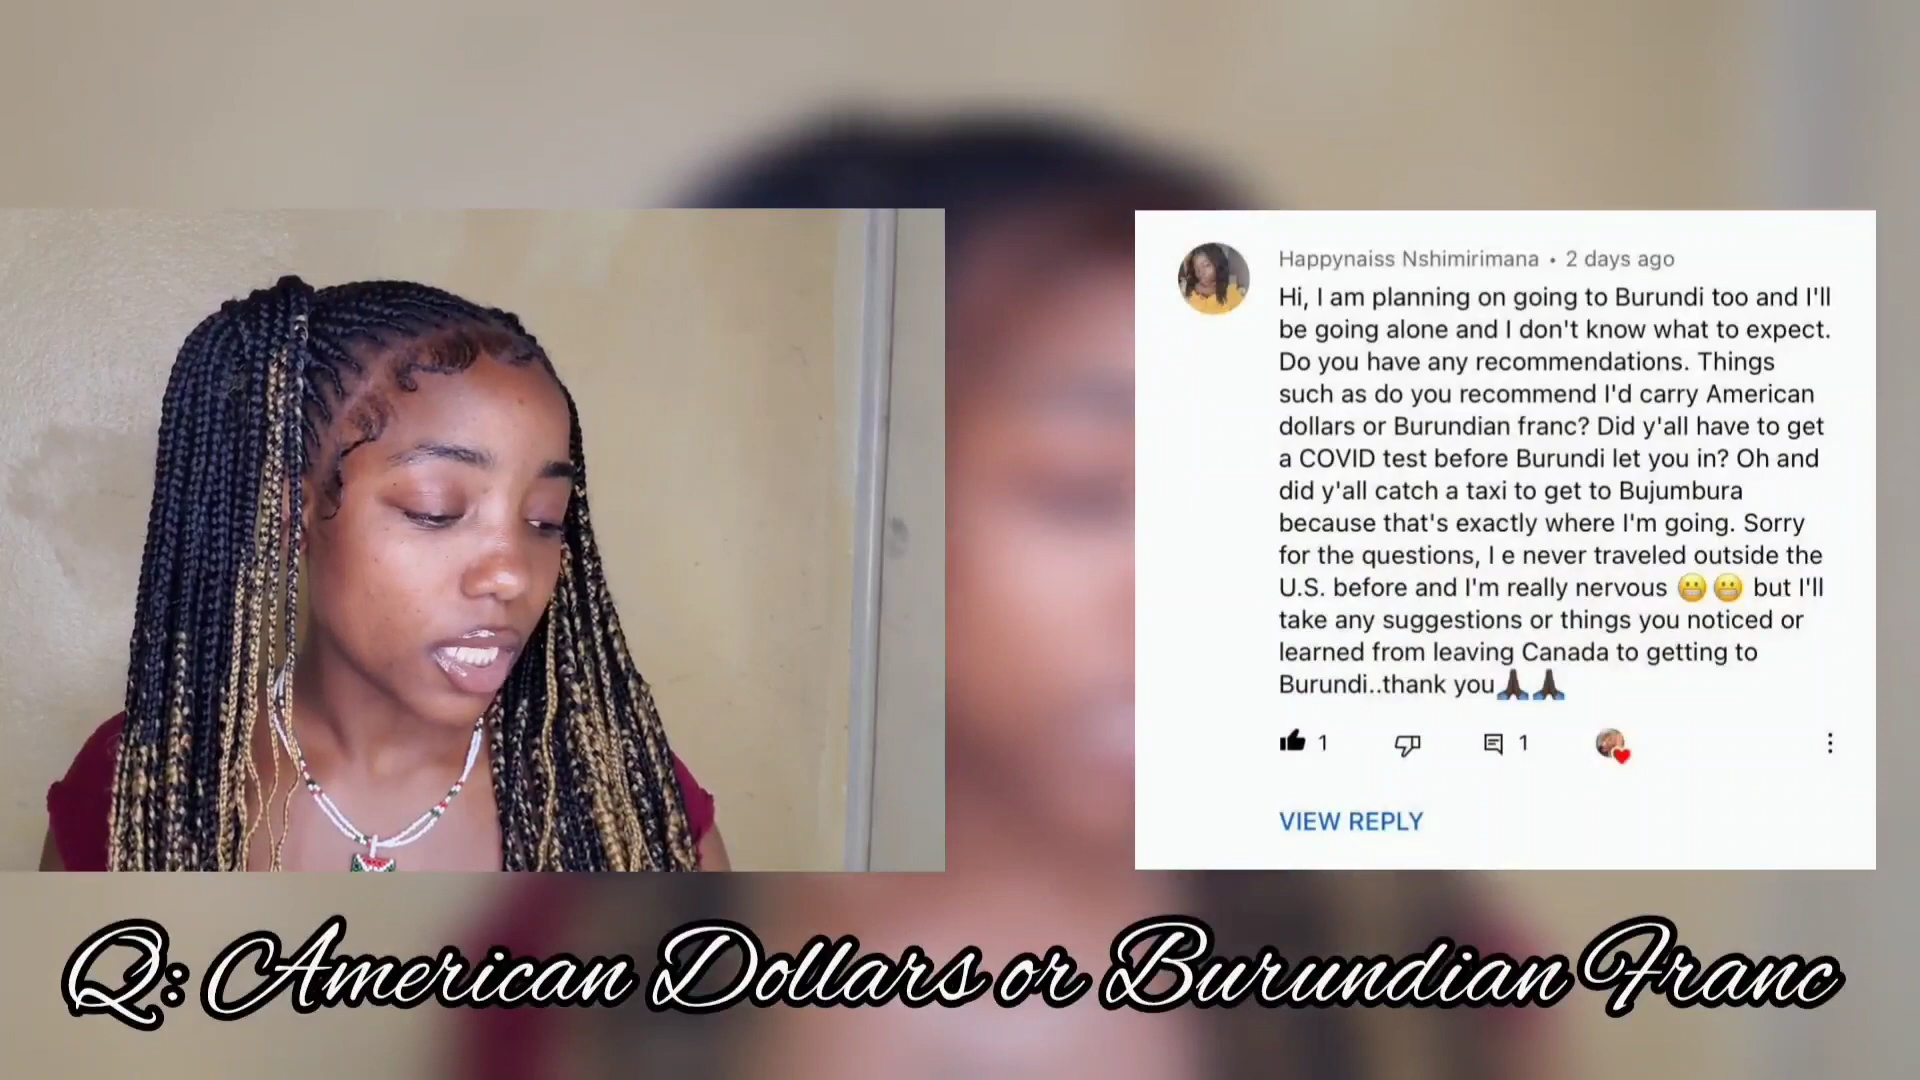 Happynaiss Nshimirimana • 2 days ago
Hi, I am planning on going to Burundi too and I'll
be going alone and I don't know what to expect.
Do you have any recommendations. Things
such as do you recommend I'd carry American
dollars or Burundian franc? Did y'all have to get
a COVID test before Burundi let you in? Oh and
did y'all catch a taxi to get to Bujumbura
because that's exactly where I'm going. Sorry
for the questions, I e never traveled outside the
U.S. before and I'm really nervous 😬😬 but I'll
take any suggestions or things you noticed or
learned from leaving Canada to getting to
Burundi..thank you🙏🏿🙏🏿
1 1
VIEW REPLY
Q: American Dollars or Burundian Franc